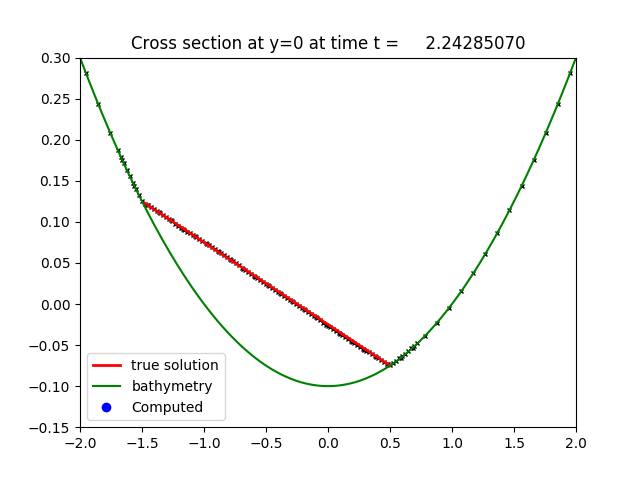 Cross section at y=0 at time t =     2.24285070
0.30
0.25
0.20
0.15
0.10
0.05
0.00
−0.05
−0.10
−0.15
true solution
bathymetry
Computed
−2.0 −1.5 −1.0 −0.5 0.0 0.5 1.0 1.5 2.0